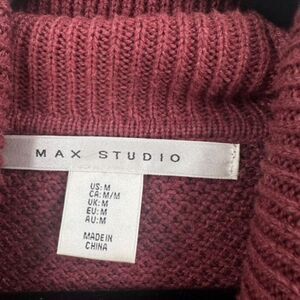 MAX STUDIO
US: M
CA: M/M
UK: M
EU: M
AU: M
MADE IN
CHINA